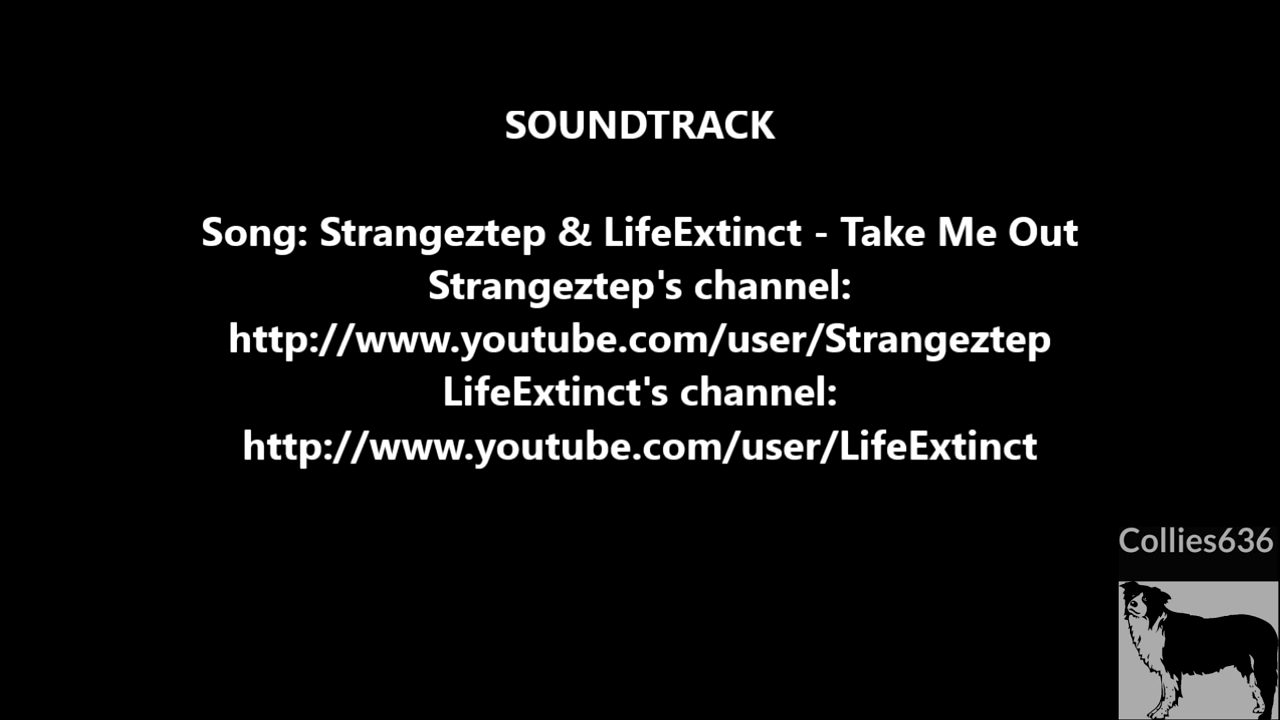 SOUNDTRACK
Song: Strangeztep & LifeExtinct - Take Me Out
Strangeztep's channel:
http://www.youtube.com/user/Strangeztep
LifeExtinct's channel:
http://www.youtube.com/user/LifeExtinct
Collies636